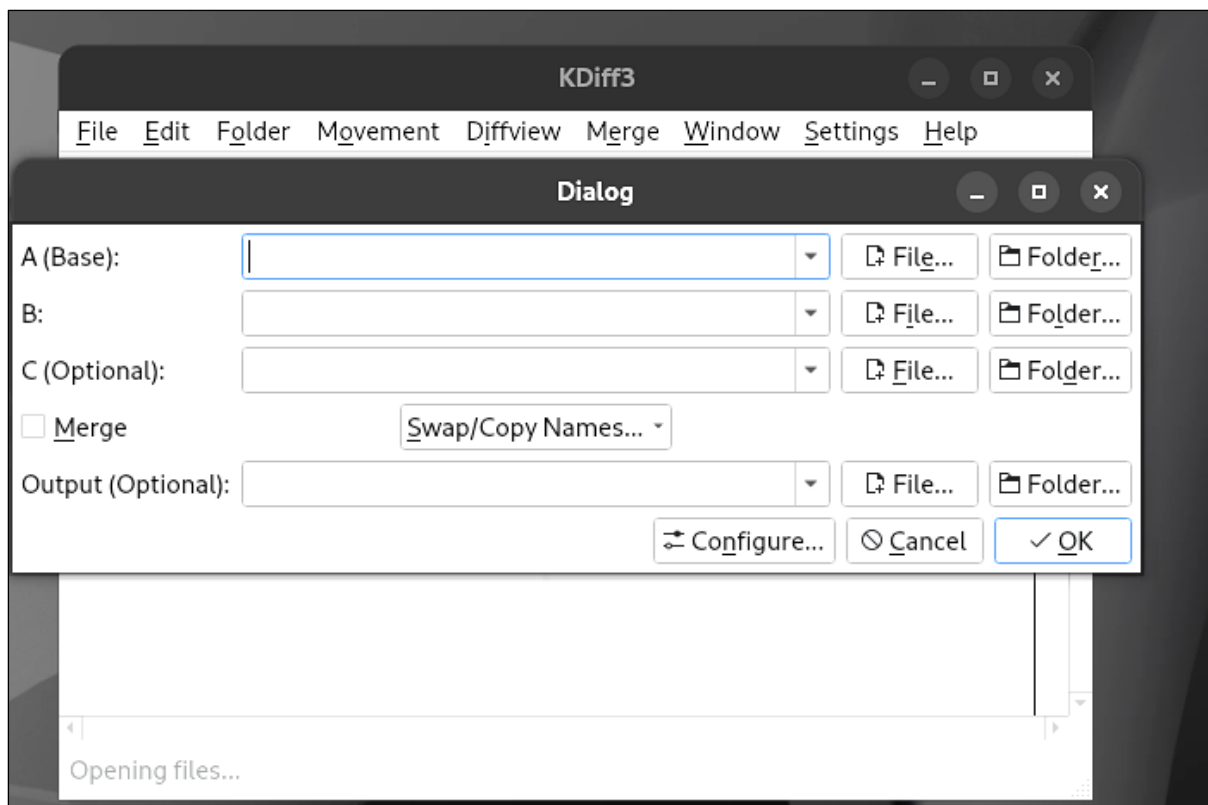 KDiff3
File Edit Folder Movement Diffview Merge Window Settings Help
Dialog
A (Base): File... Folder...
B: File... Folder...
C (Optional): File... Folder...
Merge Swap/Copy Names...
Output (Optional): File... Folder...
Configure... Cancel OK
Opening files...